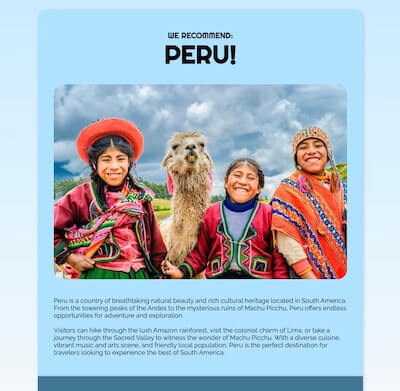 WE RECOMMEND:
PERU!
Peru is a country of breathtaking natural beauty and rich cultural heritage located in South America.
From the towering peaks of the Andes to the mysterious ruins of Machu Picchu, Peru offers endless
opportunities for adventure and exploration.
Visitors can hike through the lush Amazon rainforest, visit the colonial charm of Lima, or take a
journey through the Sacred Valley to witness the wonder of Machu Picchu. With a diverse cuisine,
vibrant music and arts scene, and friendly local population, Peru is the perfect destination for
travelers looking to experience the best of South America.